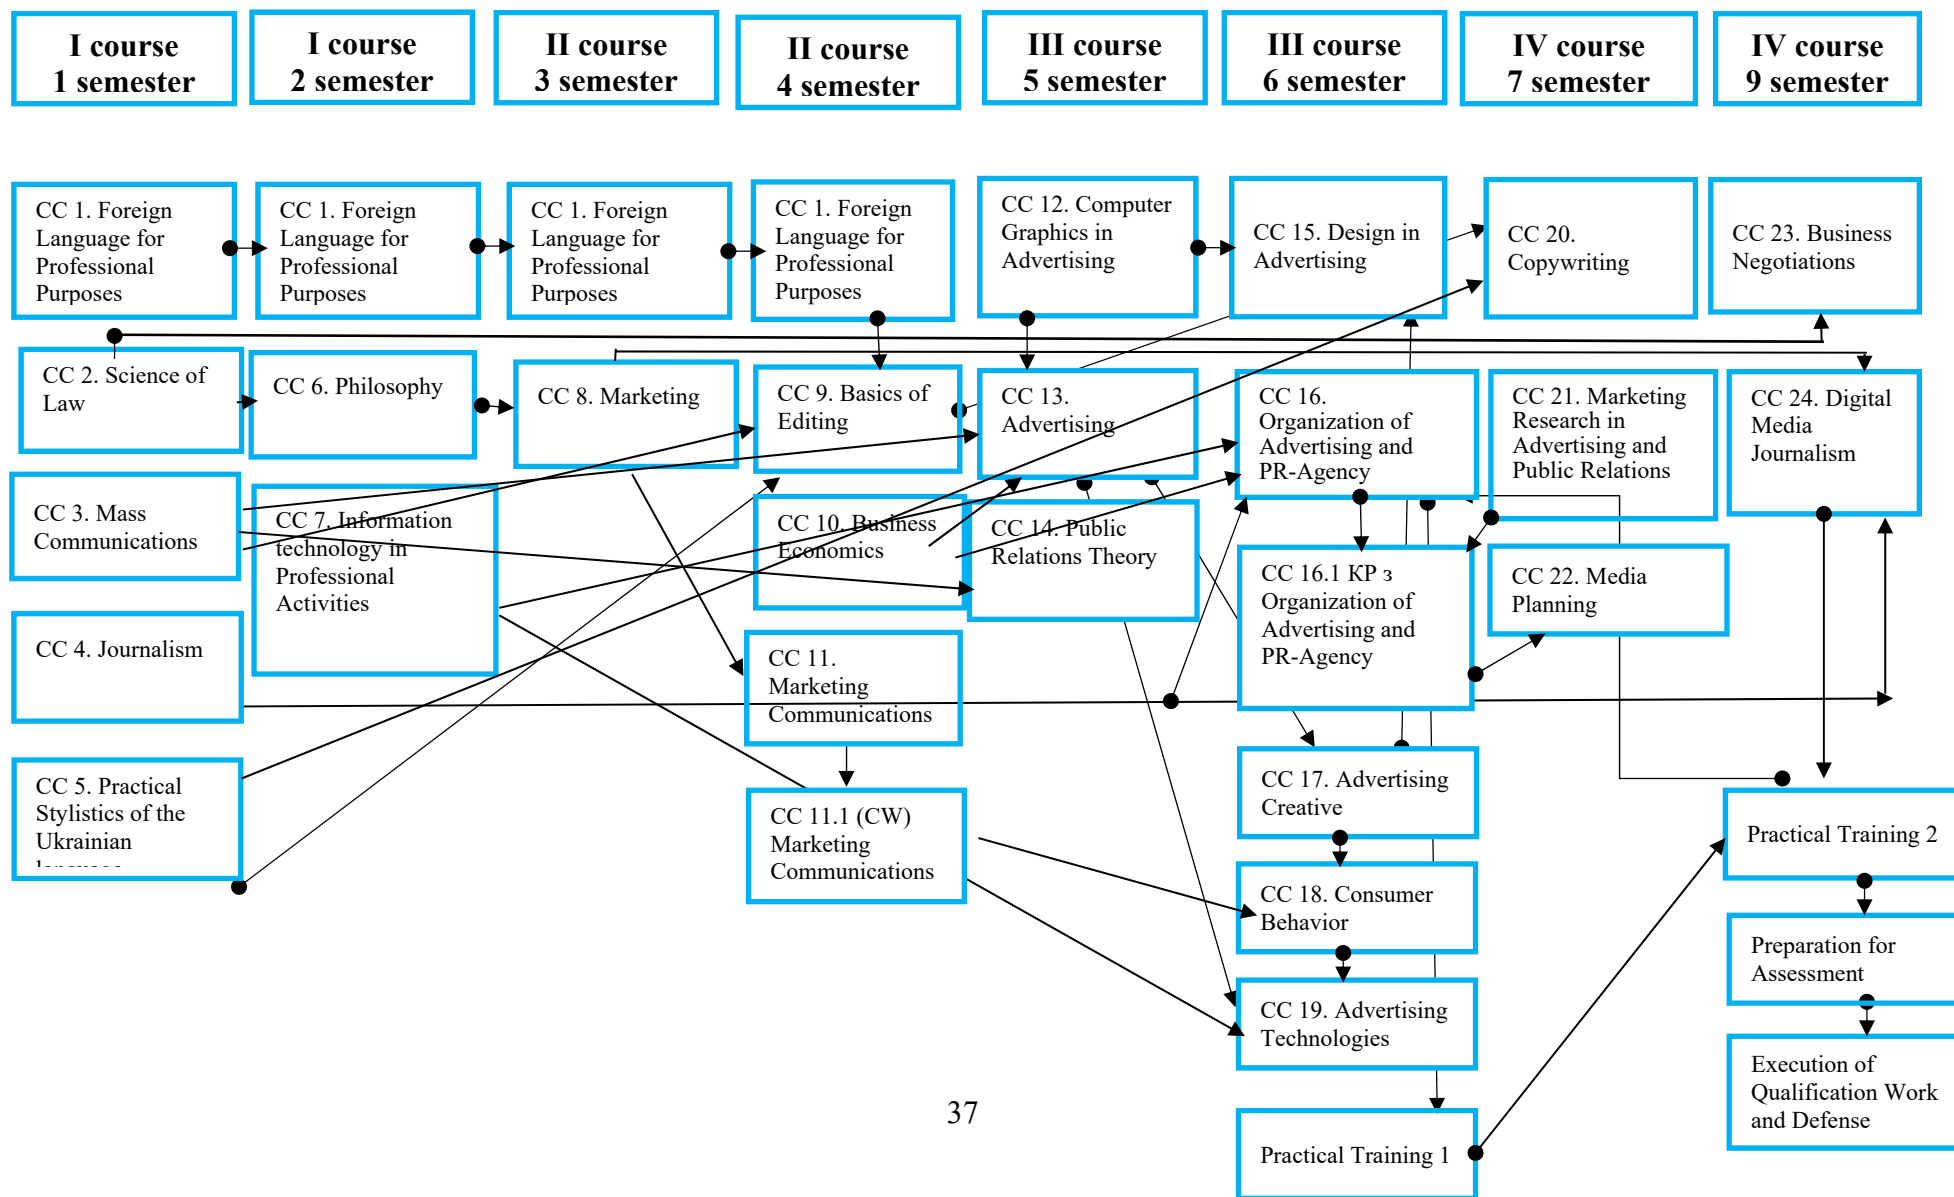 I course
1 semester
I course
2 semester
II course
3 semester
II course
4 semester
III course
5 semester
III course
6 semester
IV course
7 semester
IV course
9 semester
CC 1. Foreign
Language for
Professional
Purposes
CC 1. Foreign
Language for
Professional
Purposes
CC 1. Foreign
Language for
Professional
Purposes
CC 1. Foreign
Language for
Professional
Purposes
CC 12. Computer
Graphics in
Advertising
CC 15. Design in
Advertising
CC 20.
Copywriting
CC 23. Business
Negotiations
CC 2. Science of
Law
CC 6. Philosophy
CC 8. Marketing
CC 9. Basics of
Editing
CC 13.
Advertising
CC 16.
Organization of
Advertising and
PR-Agency
CC 21. Marketing
Research in
Advertising and
Public Relations
CC 24. Digital
Media
Journalism
CC 3. Mass
Communications
CC 7. Information
technology in
Professional
Activities
CC 10. Business
Economics
CC 14. Public
Relations Theory
CC 16.1 КР з
Organization of
Advertising and
PR-Agency
CC 22. Media
Planning
CC 4. Journalism
CC 11.
Marketing
Communications
CC 5. Practical
Stylistics of the
Ukrainian
CC 11.1 (CW)
Marketing
Communications
CC 17. Advertising
Creative
Practical Training 2
CC 18. Consumer
Behavior
Preparation for
Assessment
CC 19. Advertising
Technologies
Execution of
Qualification Work
and Defense
Practical Training 1
37